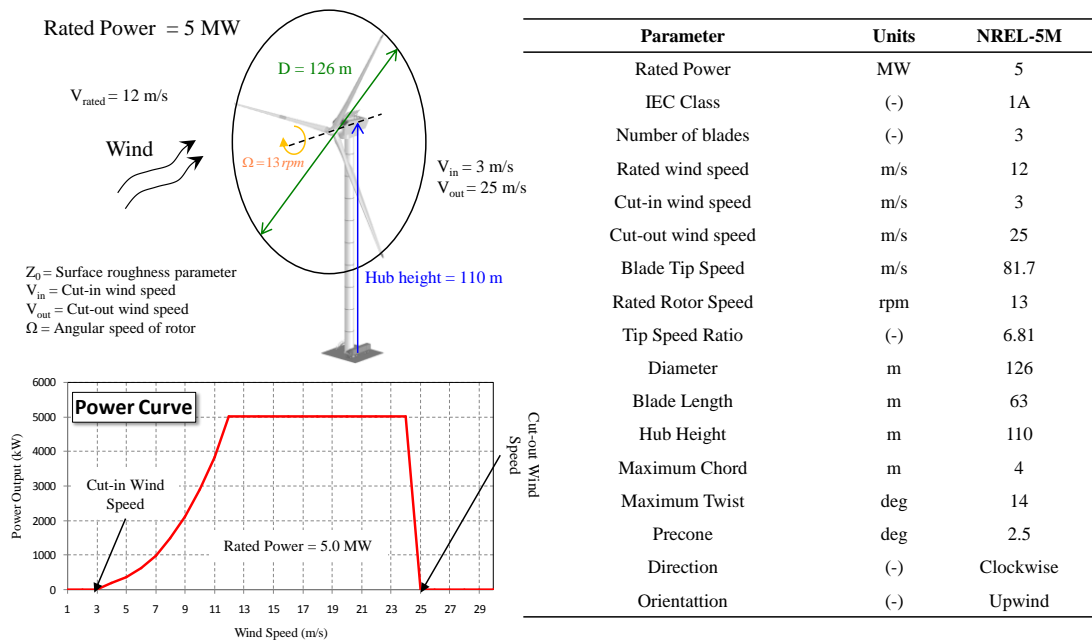 Rated Power = 5 MW
D = 126 m
V_rated = 12 m/s
Wind
Ω = 13 rpm
V_in = 3 m/s
V_out = 25 m/s
Hub height = 110 m
Z_0 = Surface roughness parameter
V_in = Cut-in wind speed
V_out = Cut-out wind speed
Ω = Angular speed of rotor
Power Curve
Power Output (kW)
6000
5000
4000
3000
2000
1000
0
Cut-in Wind
Speed
Rated Power = 5.0 MW
Cut-out Wind
Speed
1 3 5 7 9 11 13 15 17 19 21 23 25 27 29
Wind Speed (m/s)
Parameter Units NREL-5M
Rated Power MW 5
IEC Class (-) 1A
Number of blades (-) 3
Rated wind speed m/s 12
Cut-in wind speed m/s 3
Cut-out wind speed m/s 25
Blade Tip Speed m/s 81.7
Rated Rotor Speed rpm 13
Tip Speed Ratio (-) 6.81
Diameter m 126
Blade Length m 63
Hub Height m 110
Maximum Chord m 4
Maximum Twist deg 14
Precone deg 2.5
Direction (-) Clockwise
Orientattion (-) Upwind